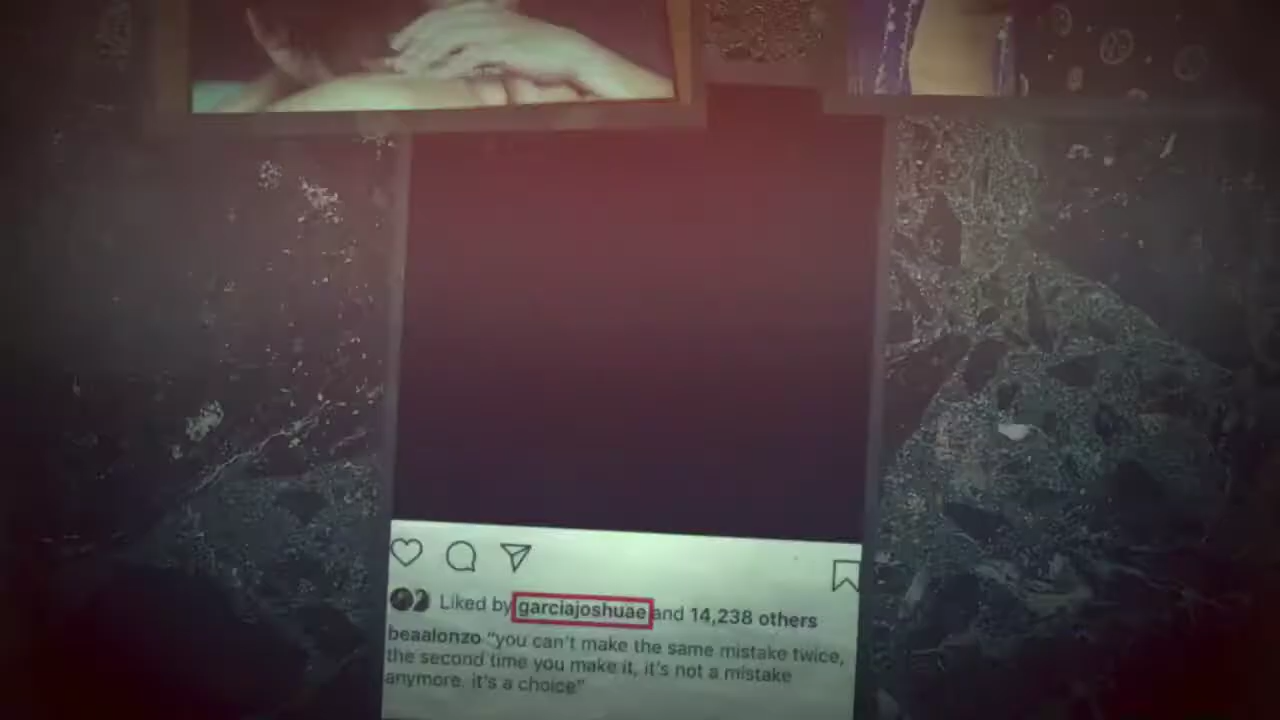 Liked by garciajoshuae and 14,238 others
beaalonzo "you can't make the same mistake twice,
the second time you make it, it's not a mistake
anymore. it's a choice"